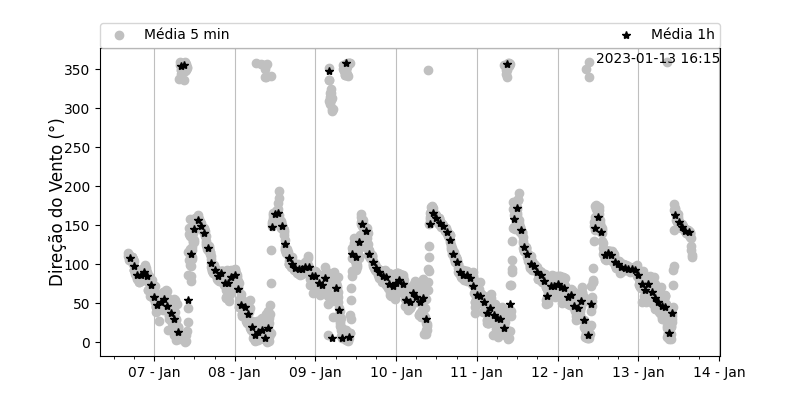 Média 5 min
Média 1h
2023-01-13 16:15
Direção do Vento (°)
350
300
250
200
150
100
50
0
07 - Jan
08 - Jan
09 - Jan
10 - Jan
11 - Jan
12 - Jan
13 - Jan
14 - Jan